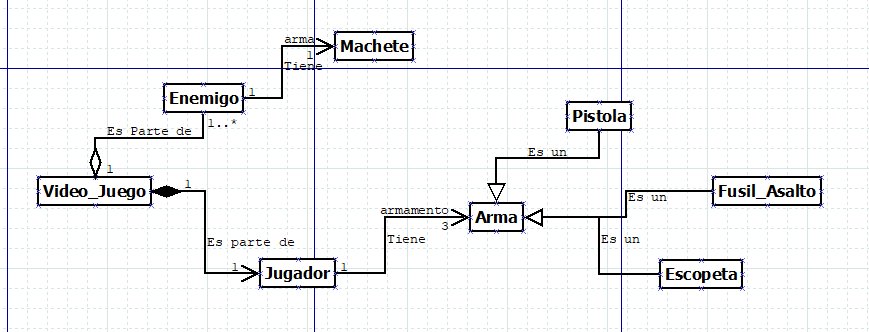 arma
1
Machete
Tiene
Enemigo
1
1..*
Es Parte de
1
Pistola
Es un
Video_Juego
1
Fusil_Asalto
Es un
armamento
3
Arma
Tiene
Es un
Es parte de
1
Jugador
1
Escopeta